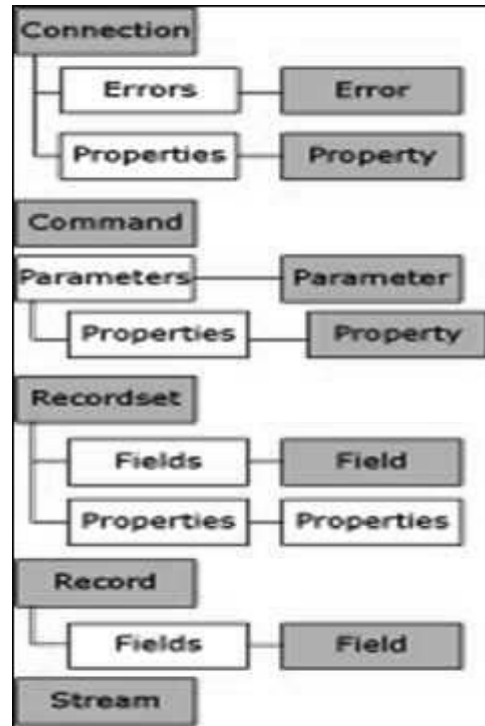 Connection
Errors Error
Properties Property
Command
Parameters Parameter
Properties Property
Recordset
Fields Field
Properties Properties
Record
Fields Field
Stream